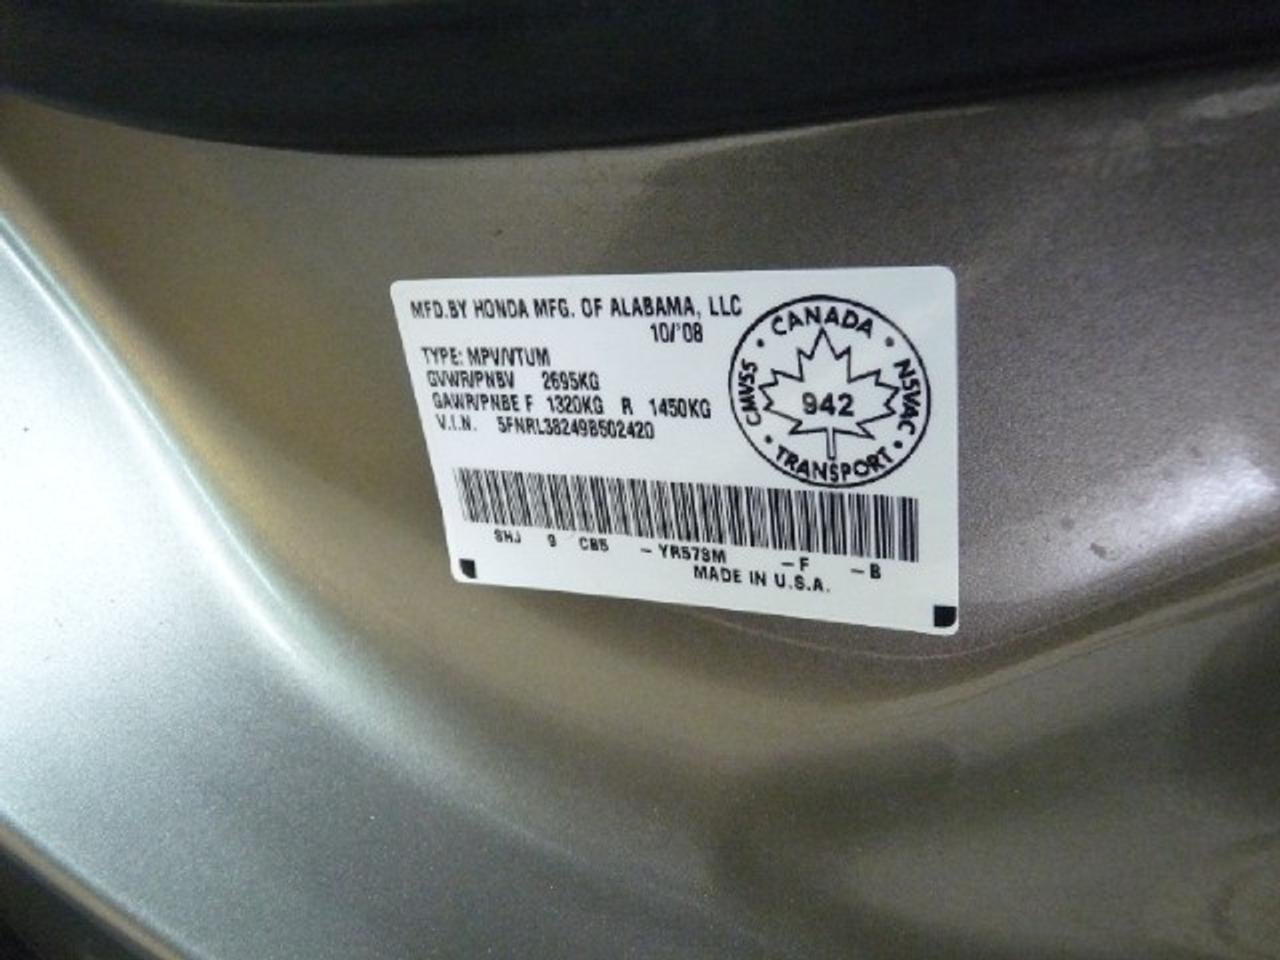 MFD.BY HONDA MFG. OF ALABAMA, LLC
10/'08
TYPE: MPV/VTUM
GVWR/PNBV 2695KG
GAWR/PNBE F 1320KG R 1450KG
V.I.N. 5FNRL38249B502420
CANADA
CMVSS
942
NSVAC
TRANSPORT
SHJ 9 CB5 - YR578M - F - B
MADE IN U.S.A.